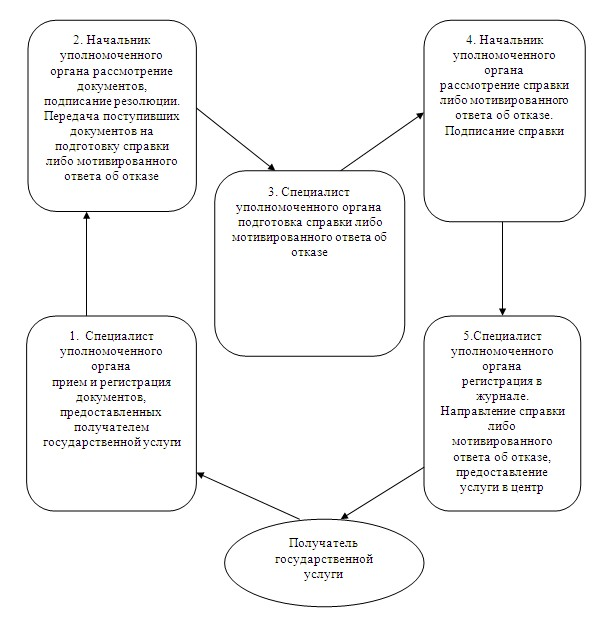 2. Начальник
уполномоченного
органа рассмотрение
документов,
подписание резолюции.
Передача поступивших
документов на
подготовку справки
либо мотивированного
ответа об отказе
4. Начальник
уполномоченного
органа
рассмотрение справки
либо мотивированного
ответа об отказе.
Подписание справки
3. Специалист
уполномоченного органа
подготовка справки либо
мотивированного ответа об
отказе
1. Специалист
уполномоченного
органа
прием и регистрация
документов,
предоставленных
получателем
государственной услуги
5.Специалист
уполномоченного
органа
регистрация в
журнале.
Направление справки
либо
мотивированного
ответа об отказе,
предоставление
услуги в центр
Получатель
государственной
услуги